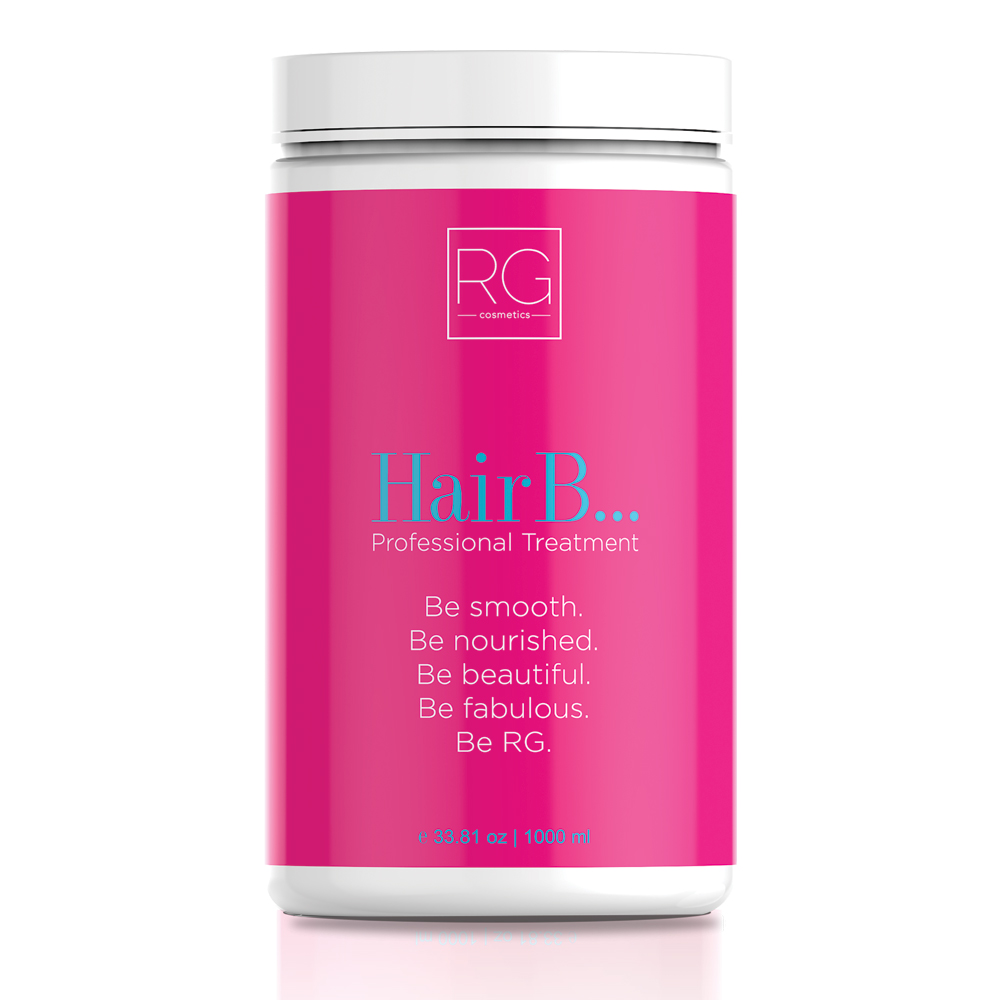 RG
cosmetics
Hair B...
Professional Treatment
Be smooth.
Be nourished.
Be beautiful.
Be fabulous.
Be RG.
℮ 33.81 oz | 1000 ml